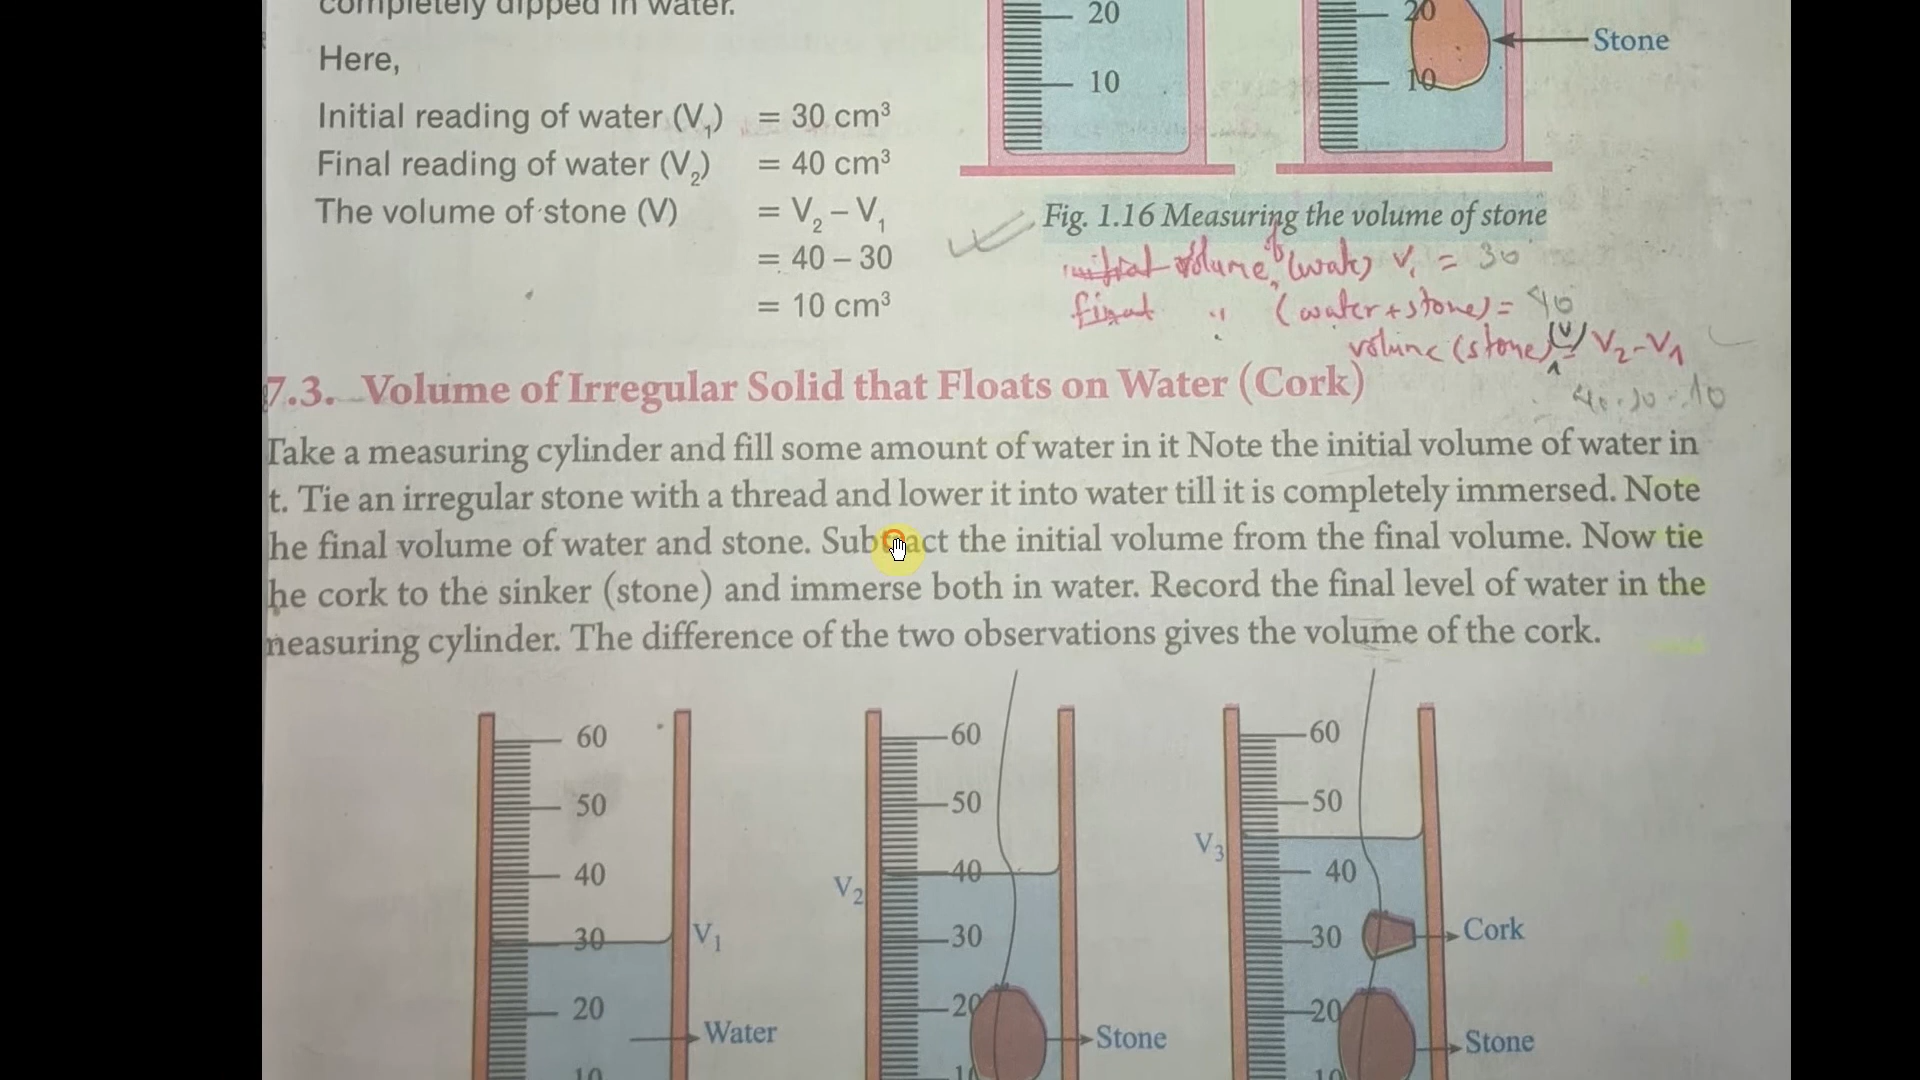 completely dipped in water.
Here,
Initial reading of water (V₁) = 30 cm³
Final reading of water (V₂) = 40 cm³
The volume of stone (V) = V₂ – V₁
= 40 – 30
= 10 cm³
20
10
20
10
Stone
Fig. 1.16 Measuring the volume of stone
initial volume of (wate) V₁ = 30
final " (water + stone) = 40
volume (stone) (V) = V₂-V₁
7.3. Volume of Irregular Solid that Floats on Water (Cork)
Take a measuring cylinder and fill some amount of water in it Note the initial volume of water in
t. Tie an irregular stone with a thread and lower it into water till it is completely immersed. Note
he final volume of water and stone. Subtract the initial volume from the final volume. Now tie
he cork to the sinker (stone) and immerse both in water. Record the final level of water in the
neasuring cylinder. The difference of the two observations gives the volume of the cork.
60
50
40
30
V₁
20
Water
10
60
50
V₂
40
30
20
Stone
10
60
50
V₃
40
30
Cork
20
Stone
10